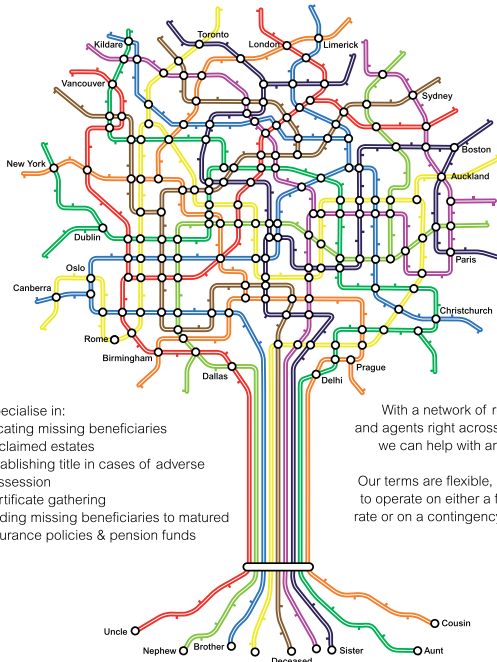 Toronto
Kildare
London
Limerick
Vancouver
Sydney
Boston
New York
Auckland
Dublin
Paris
Oslo
Canberra
Christchurch
Rome
Birmingham
Prague
Dallas
Delhi
ecialise in:
cating missing beneficiaries
claimed estates
ablishing title in cases of adverse
ssession
rtificate gathering
ding missing beneficiaries to matured
urance policies & pension funds
With a network of r
and agents right across
we can help with an
Our terms are flexible,
to operate on either a f
rate or on a contingency
Uncle
Cousin
Nephew
Brother
Deceased
Sister
Aunt